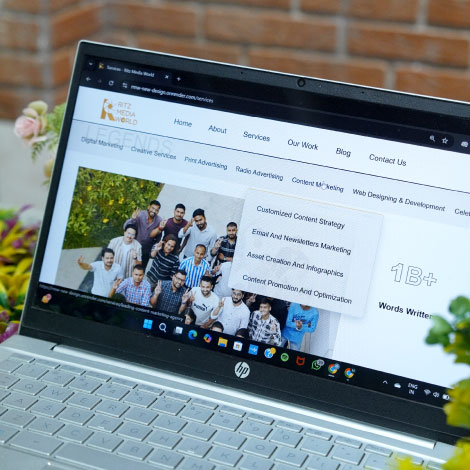 Services - Ritz Media World
rmw-new-design.onrender.com/services
RITZ
MEDIA
WORLD
Home
About
Services
Our Work
Blog
Contact Us
LEGENDS
Digital Marketing
Creative Services
Print Advertising
Radio Advertising
Content Marketing
Web Designing & Development
Celeb
Customized Content Strategy
Email And Newsletters Marketing
Asset Creation And Infographics
Content Promotion And Optimization
1B+
Words Written
hp
ENG
IN